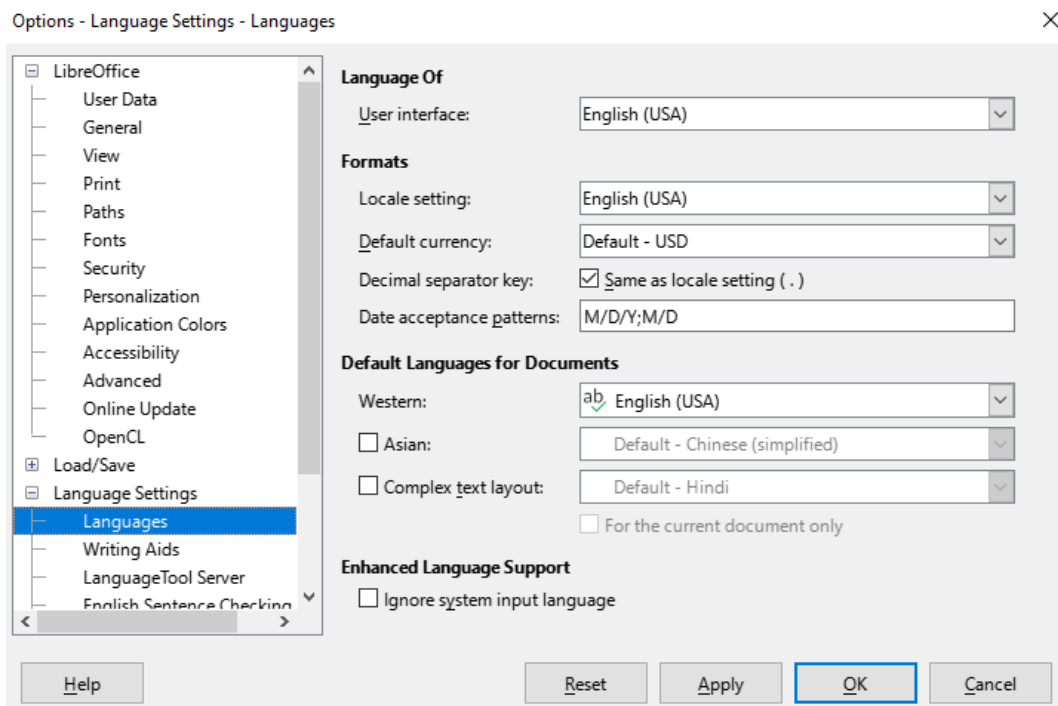 Options - Language Settings - Languages
LibreOffice
User Data
General
View
Print
Paths
Fonts
Security
Personalization
Application Colors
Accessibility
Advanced
Online Update
OpenCL
Load/Save
Language Settings
Languages
Writing Aids
LanguageTool Server
English Sentence Checking
Language Of
User interface: English (USA)
Formats
Locale setting: English (USA)
Default currency: Default - USD
Decimal separator key: Same as locale setting ( . )
Date acceptance patterns: M/D/Y;M/D
Default Languages for Documents
Western: ab English (USA)
Asian: Default - Chinese (simplified)
Complex text layout: Default - Hindi
For the current document only
Enhanced Language Support
Ignore system input language
Help Reset Apply OK Cancel